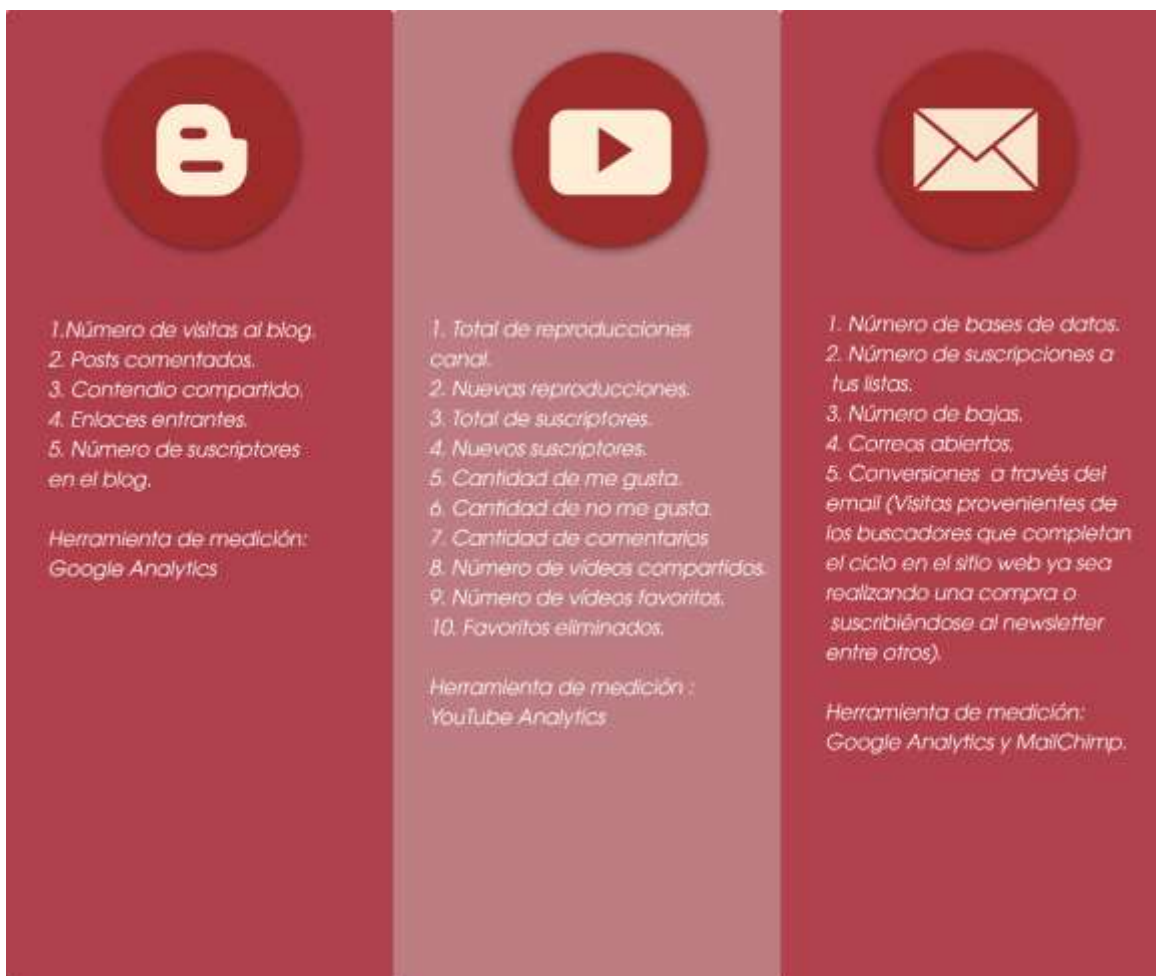 1.Número de visitas al blog.
2. Posts comentados.
3. Contendio compartido.
4. Enlaces entrantes.
5. Número de suscriptores
en el blog.
Herramienta de medición:
Google Analytics
1. Total de reproducciones
canal.
2. Nuevas reproducciones.
3. Total de suscriptores.
4. Nuevos suscriptores.
5. Cantidad de me gusta.
6. Cantidad de no me gusta.
7. Cantidad de comentarios
8. Número de vídeos compartidos.
9. Número de vídeos favoritos.
10. Favoritos eliminados.
Herramienta de medición :
YouTube Analytics
1. Número de bases de datos.
2. Número de suscripciones a
tus listas.
3. Número de bajas.
4. Correos abiertos.
5. Conversiones a través del
email (Visitas provenientes de
los buscadores que completan
el ciclo en el sitio web ya sea
realizando una compra o
suscribiéndose al newsletter
entre otros).
Herramienta de medición:
Google Analytics y MailChimp.